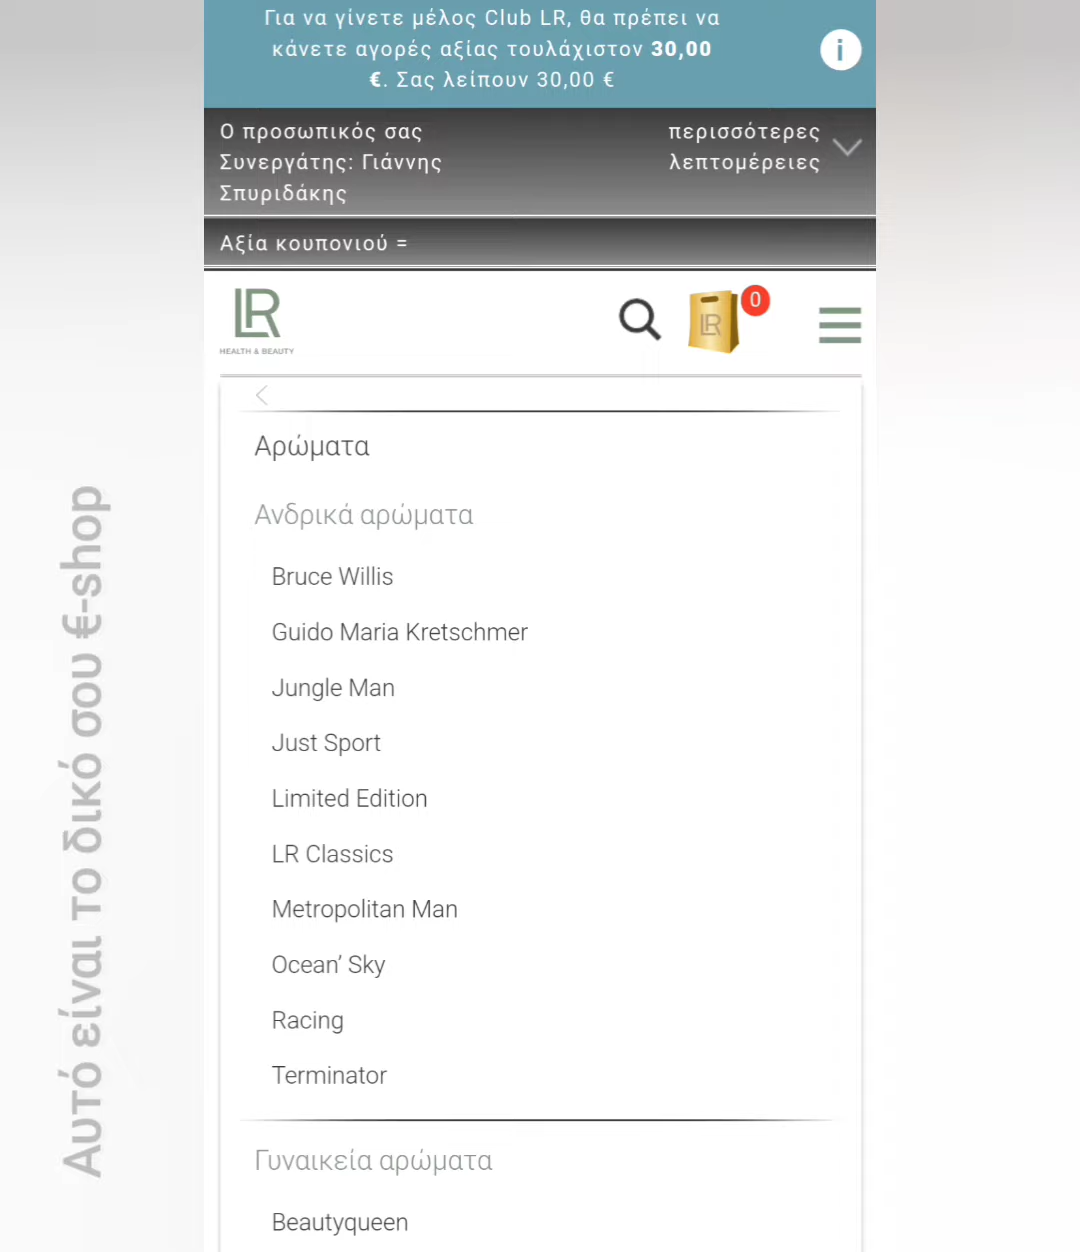 Για να γίνετε μέλος Club LR, θα πρέπει να
κάνετε αγορές αξίας τουλάχιστον 30,00
€. Σας λείπουν 30,00 €
i
Ο προσωπικός σας
Συνεργάτης: Γιάννης
Σπυριδάκης
περισσότερες
λεπτομέρειες
Αξία κουπονιού =
LR
HEALTH & BEAUTY
LR
0
Αρώματα
Ανδρικά αρώματα
Bruce Willis
Guido Maria Kretschmer
Jungle Man
Just Sport
Limited Edition
LR Classics
Metropolitan Man
Ocean’ Sky
Racing
Terminator
Γυναικεία αρώματα
Beautyqueen
Αυτό είναι το δικό σου €-shop